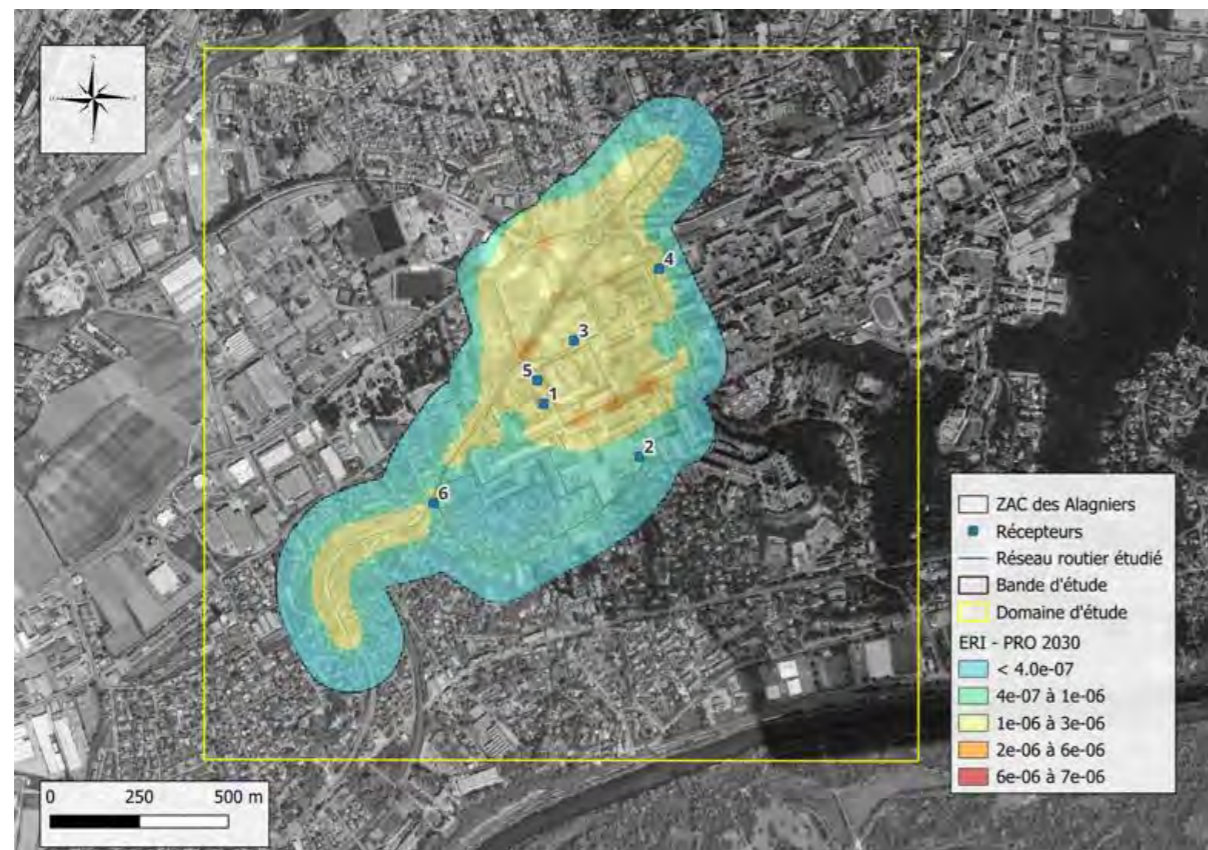 N
4
3
5
1
2
6
ZAC des Alagniers
Récepteurs
Réseau routier étudié
Bande d'étude
Domaine d'étude
ERI - PRO 2030
< 4.0e-07
4e-07 à 1e-06
1e-06 à 3e-06
2e-06 à 6e-06
6e-06 à 7e-06
0 250 500 m